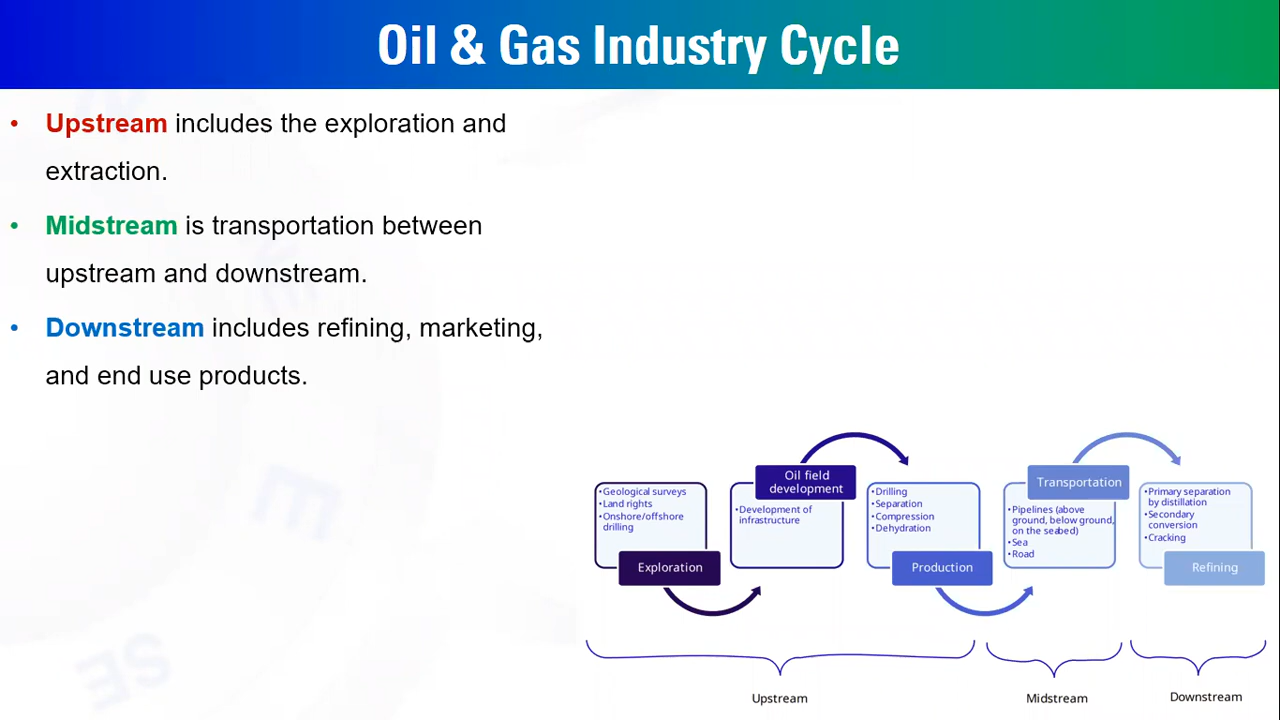 Oil & Gas Industry Cycle
• Upstream includes the exploration and
extraction.
• Midstream is transportation between
upstream and downstream.
• Downstream includes refining, marketing,
and end use products.
•Geological surveys
•Land rights
•Onshore/offshore
drilling
Exploration
Oil field
development
•Development of
infrastructure
•Drilling
•Separation
•Compression
•Dehydration
Production
Transportation
•Pipelines (above
ground, below ground,
on the seabed)
•Sea
•Road
•Primary separation
by distillation
•Secondary
conversion
•Cracking
Refining
Upstream
Midstream
Downstream
SE
E